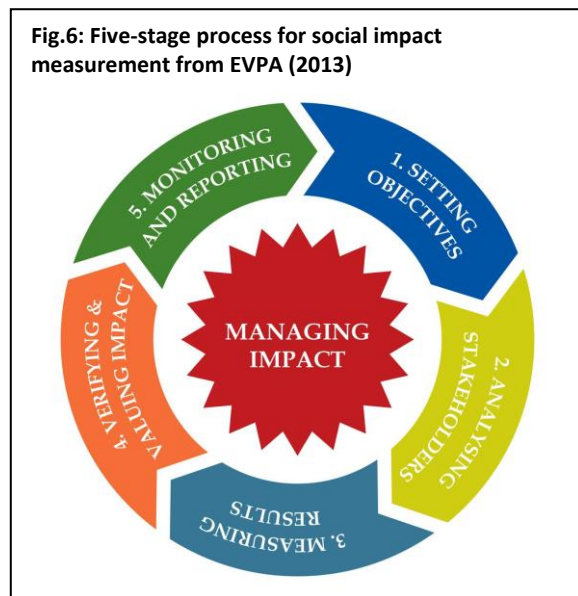 Fig.6: Five-stage process for social impact
measurement from EVPA (2013)
1. SETTING
OBJECTIVES
2. ANALYSING
STAKEHOLDERS
3. MEASURING
RESULTS
4. VERIFYING &
VALUING IMPACT
5. MONITORING
AND REPORTING
MANAGING
IMPACT